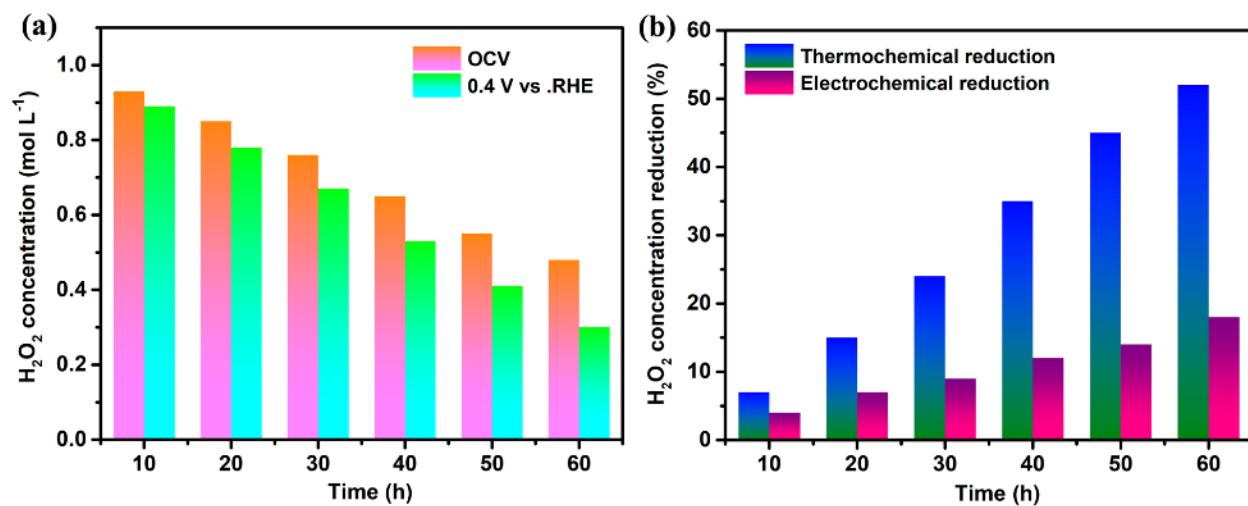 (a)
H₂O₂ concentration (mol L⁻¹)
1.0
0.8
0.6
0.4
0.2
0.0
OCV
0.4 V vs .RHE
10 20 30 40 50 60
Time (h)
(b)
H₂O₂ concentration reduction (%)
60
50
40
30
20
10
0
Thermochemical reduction
Electrochemical reduction
10 20 30 40 50 60
Time (h)